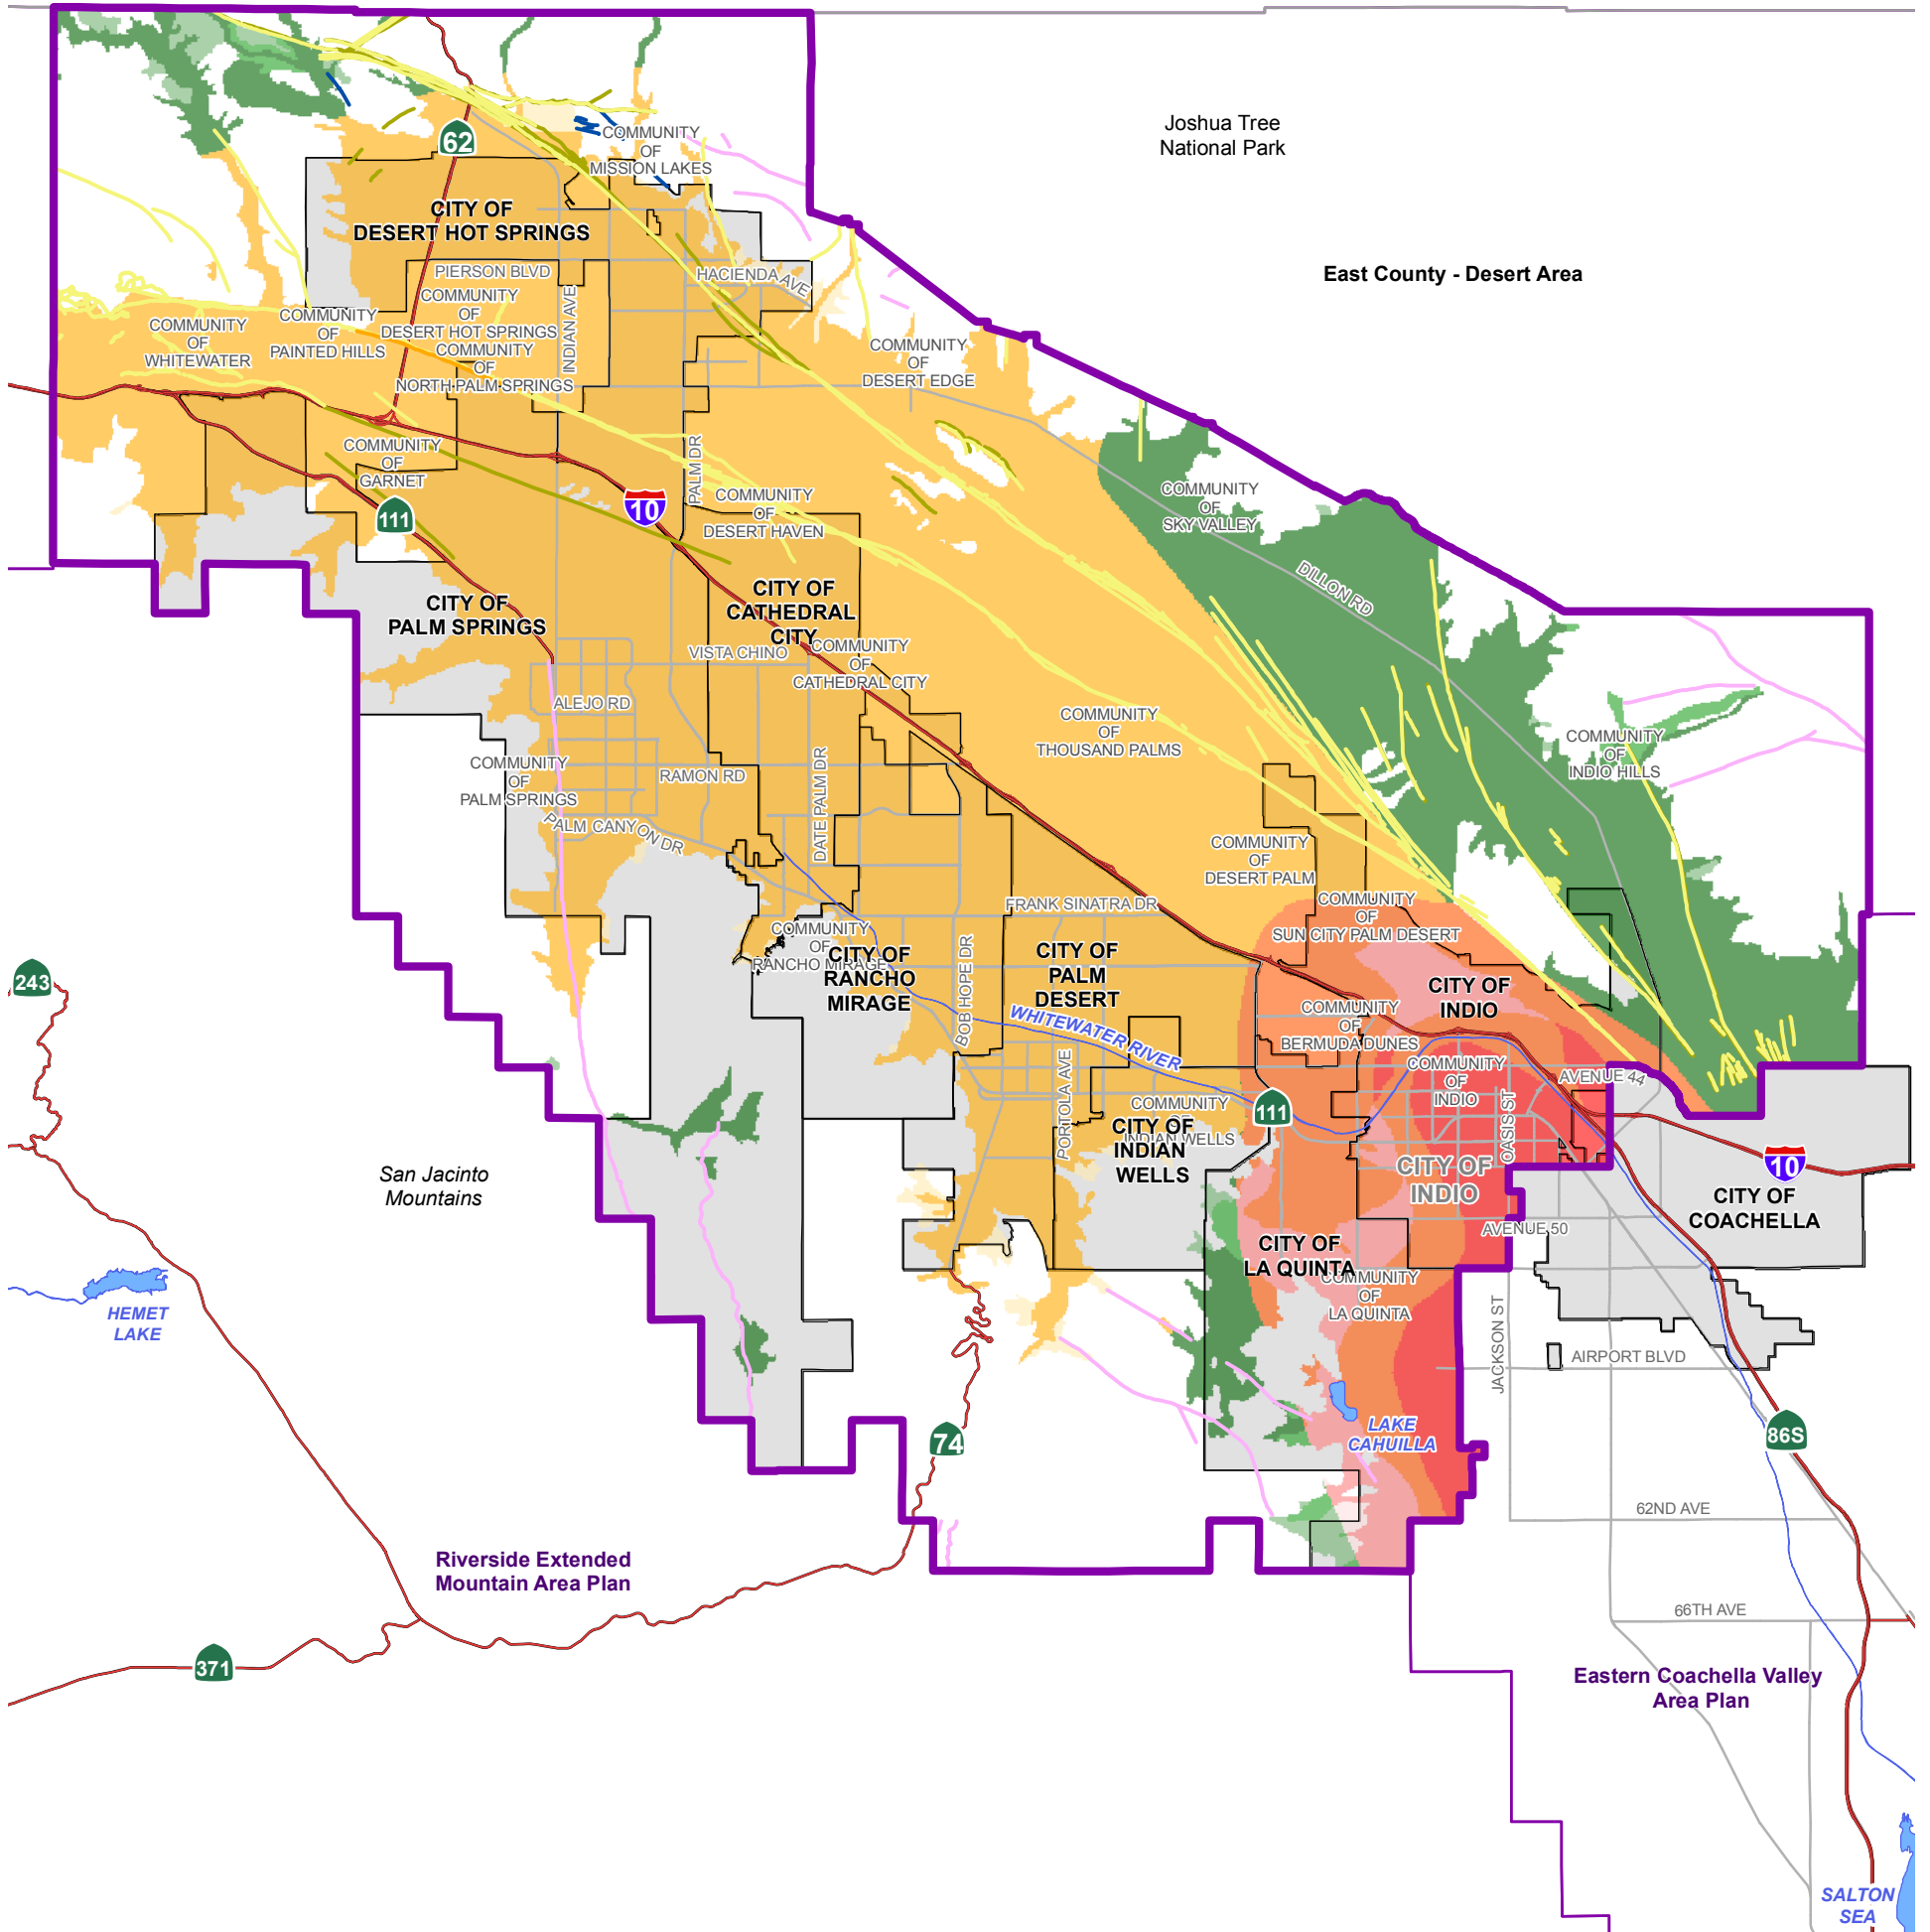 Joshua Tree
National Park
COMMUNITY
OF
MISSION LAKES
62
CITY OF
DESERT HOT SPRINGS
PIERSON BLVD
HACIENDA AVE
East County - Desert Area
COMMUNITY
OF
DESERT HOT SPRINGS
INDIAN AVE
COMMUNITY
OF
WHITEWATER
COMMUNITY
OF
PAINTED HILLS
COMMUNITY
OF
NORTH PALM SPRINGS
COMMUNITY
OF
DESERT EDGE
COMMUNITY
OF
GARNET
PALM DR
111
10
COMMUNITY
OF
DESERT HAVEN
COMMUNITY
OF
SKY VALLEY
DILLON RD
CITY OF
PALM SPRINGS
CITY OF
CATHEDRAL
CITY
VISTA CHINO
COMMUNITY
OF
CATHEDRAL CITY
ALEJO RD
COMMUNITY
OF
THOUSAND PALMS
COMMUNITY
OF
INDIO HILLS
COMMUNITY
OF
PALM SPRINGS
RAMON RD
DATE PALM DR
PALM CANYON DR
COMMUNITY
OF
DESERT PALM
FRANK SINATRA DR
COMMUNITY
OF
SUN CITY PALM DESERT
COMMUNITY
OF
RANCHO MIRAGE
CITY OF
RANCHO
MIRAGE
BOB HOPE DR
CITY OF
PALM
DESERT
CITY OF
INDIO
243
WHITEWATER RIVER
COMMUNITY
OF
BERMUDA DUNES
COMMUNITY
OF
INDIO
AVENUE 44
PORTOLA AVE
COMMUNITY
OF
INDIAN WELLS
CITY OF
INDIAN
WELLS
111
OASIS ST
CITY OF
INDIO
10
San Jacinto
Mountains
CITY OF
COACHELLA
AVENUE 50
CITY OF
LA QUINTA
COMMUNITY
OF
LA QUINTA
HEMET
LAKE
JACKSON ST
AIRPORT BLVD
LAKE
CAHUILLA
74
86S
62ND AVE
Riverside Extended
Mountain Area Plan
66TH AVE
371
Eastern Coachella Valley
Area Plan
SALTON
SEA